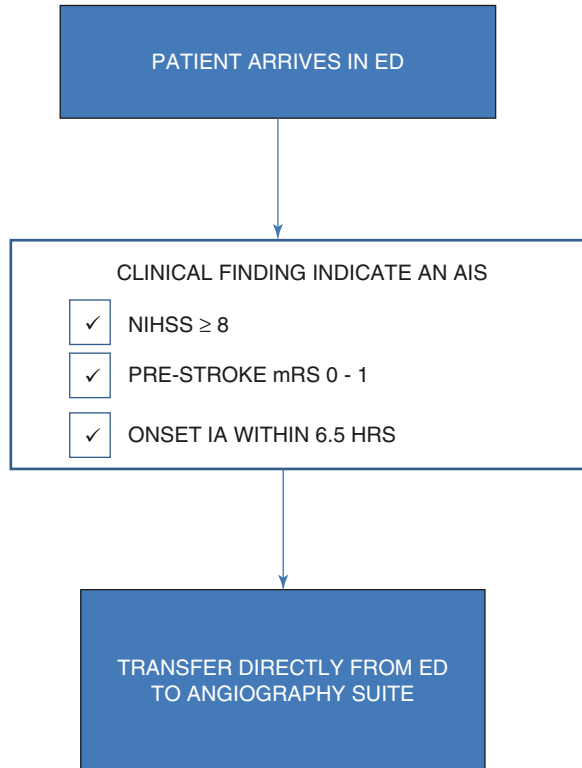 PATIENT ARRIVES IN ED
CLINICAL FINDING INDICATE AN AIS
✓ NIHSS ≥ 8
✓ PRE-STROKE mRS 0 - 1
✓ ONSET IA WITHIN 6.5 HRS
TRANSFER DIRECTLY FROM ED
TO ANGIOGRAPHY SUITE